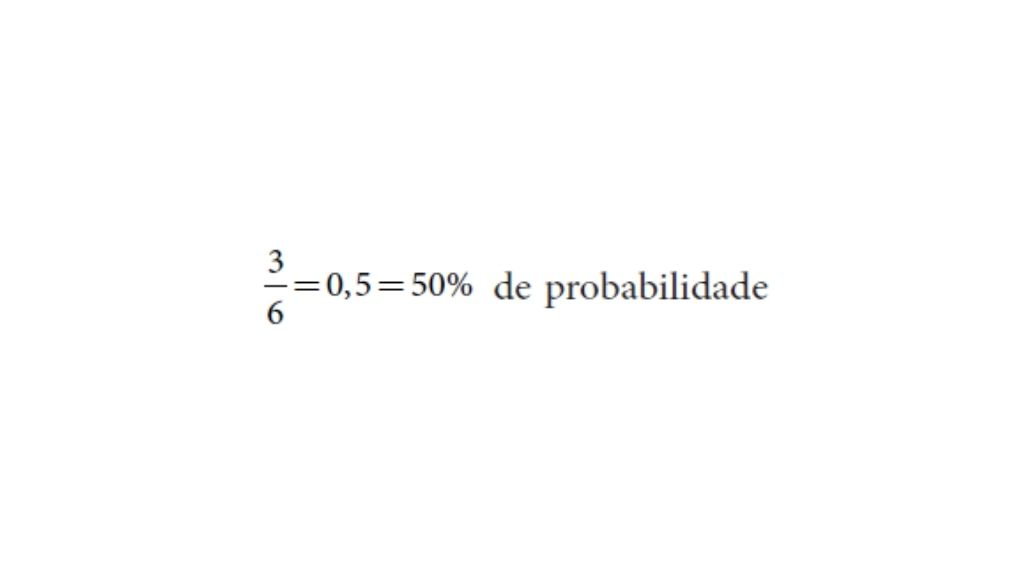 3/6 = 0,5 = 50% de probabilidade